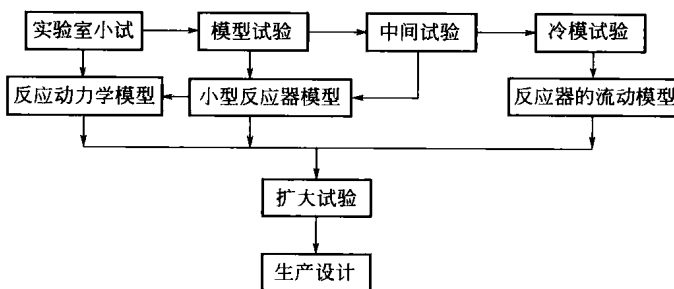 实验室小试
模型试验
中间试验
冷模试验
反应动力学模型
小型反应器模型
反应器的流动模型
扩大试验
生产设计